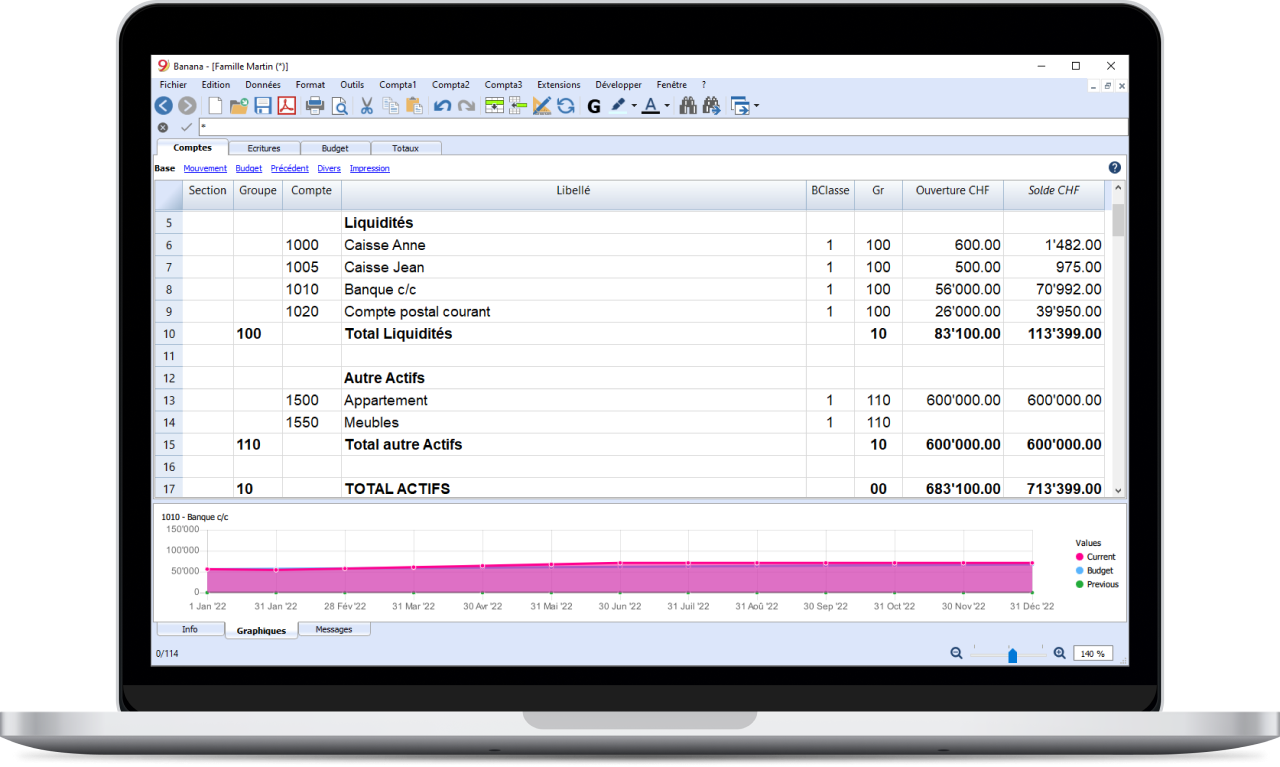 9 Banana - [Famille Martin (*)]
Fichier Edition Données Format Outils Compta1 Compta2 Compta3 Extensions Développer Fenêtre ?
G A
*
Comptes Ecritures Budget Totaux
Base Mouvement Budget Précédent Divers Impression ?
Section Groupe Compte Libellé BClasse Gr Ouverture CHF Solde CHF
5 Liquidités
6 1000 Caisse Anne 1 100 600.00 1'482.00
7 1005 Caisse Jean 1 100 500.00 975.00
8 1010 Banque c/c 1 100 56'000.00 70'992.00
9 1020 Compte postal courant 1 100 26'000.00 39'950.00
10 100 Total Liquidités 10 83'100.00 113'399.00
11
12 Autre Actifs
13 1500 Appartement 1 110 600'000.00 600'000.00
14 1550 Meubles 1 110
15 110 Total autre Actifs 10 600'000.00 600'000.00
16
17 10 TOTAL ACTIFS 00 683'100.00 713'399.00
1010 - Banque c/c
150'000
100'000
50'000
0
1 Jan '22 31 Jan '22 28 Fév '22 31 Mar '22 30 Avr '22 31 Mai '22 30 Jun '22 31 Juil '22 31 Aoû '22 30 Sep '22 31 Oct '22 30 Nov '22 31 Déc '22
Values
Current
Budget
Previous
Info Graphiques Messages
0/114 140 %